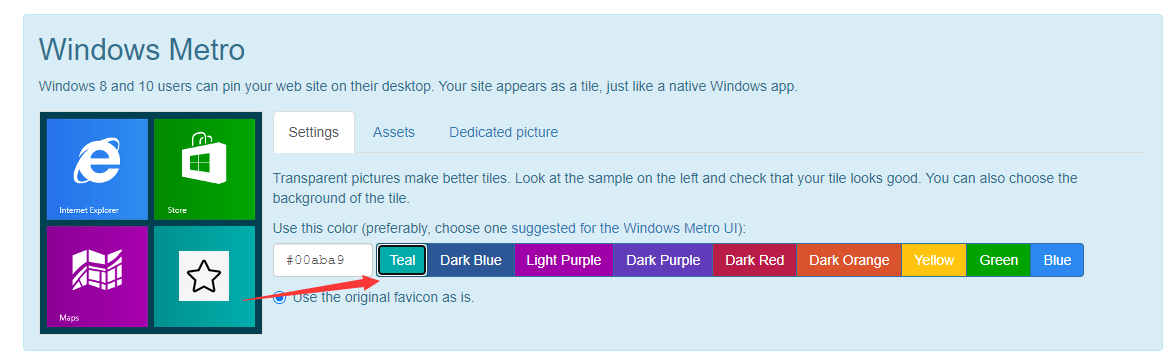 Windows Metro
Windows 8 and 10 users can pin your web site on their desktop. Your site appears as a tile, just like a native Windows app.
Internet Explorer
Store
Maps
Settings
Assets
Dedicated picture
Transparent pictures make better tiles. Look at the sample on the left and check that your tile looks good. You can also choose the
background of the tile.
Use this color (preferably, choose one suggested for the Windows Metro UI):
#00aba9
Teal
Dark Blue
Light Purple
Dark Purple
Dark Red
Dark Orange
Yellow
Green
Blue
Use the original favicon as is.